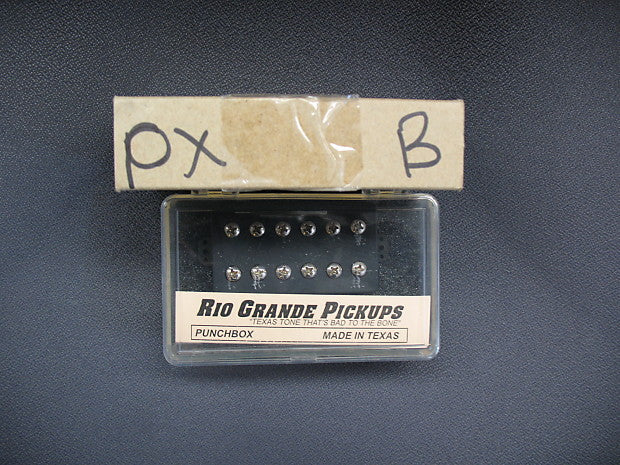 PX B
RIO GRANDE PICKUPS
"TEXAS TONE THAT'S BAD TO THE BONE"
PUNCHBOX MADE IN TEXAS